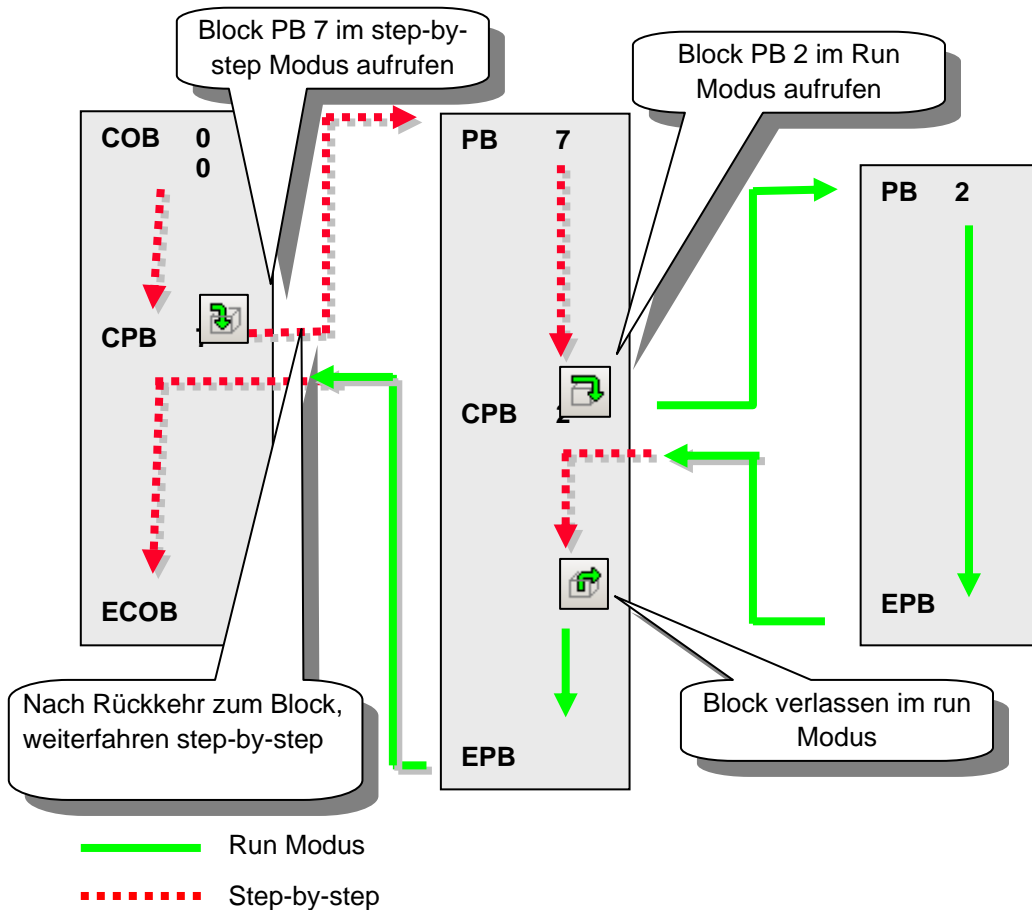 Block PB 7 im step-by-
step Modus aufrufen
Block PB 2 im Run
Modus aufrufen
COB 0
0
CPB
ECOB
PB 7
CPB 2
EPB
PB 2
EPB
Nach Rückkehr zum Block,
weiterfahren step-by-step
Block verlassen im run
Modus
Run Modus
Step-by-step